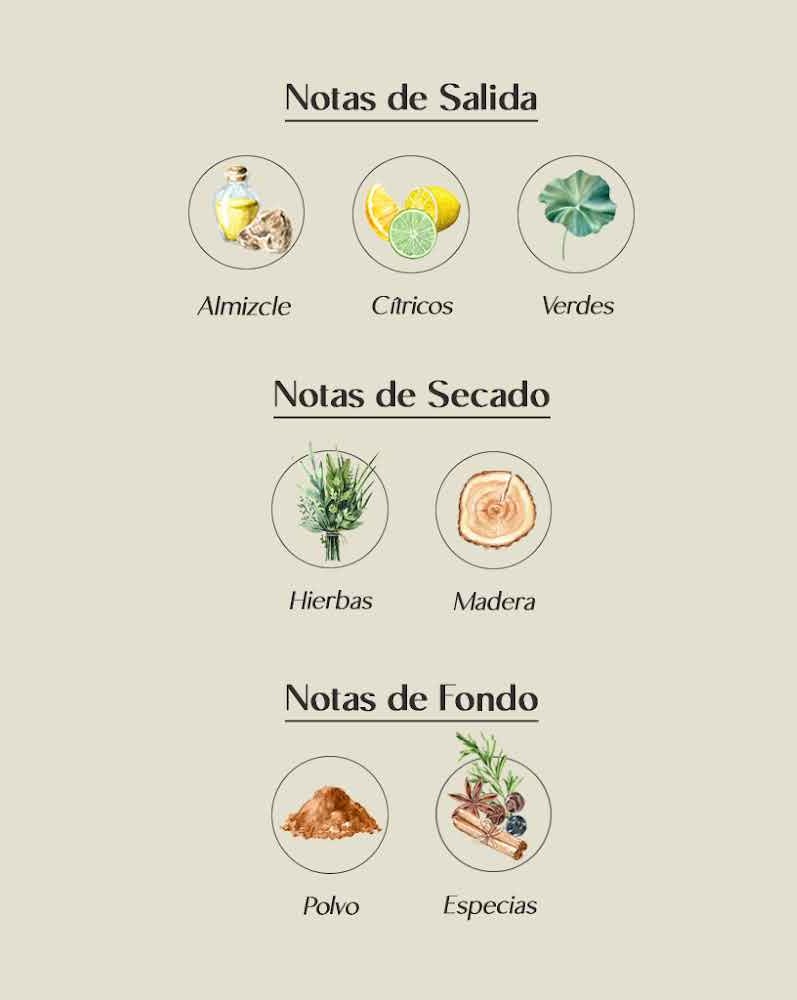 Notas de Salida
Almizcle
Cítricos
Verdes
Notas de Secado
Hierbas
Madera
Notas de Fondo
Polvo
Especias